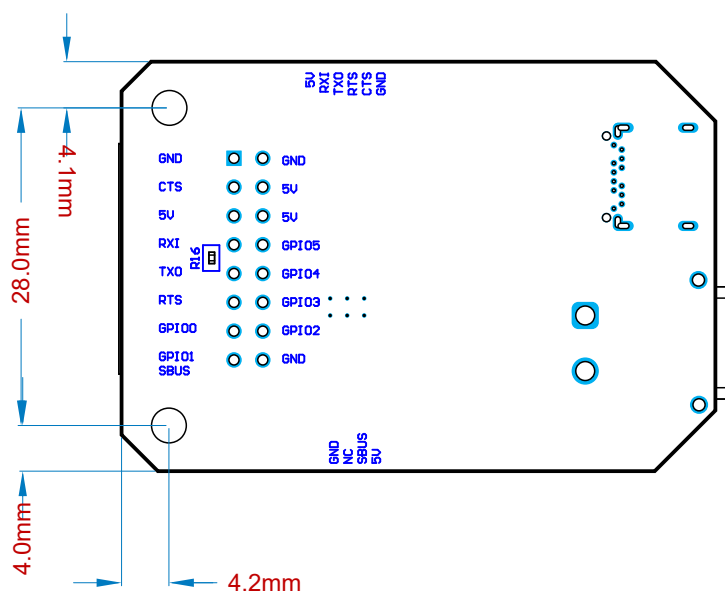 5V
RXI
TXO
RTS
CTS
GND
4.1mm
28.0mm
GND
CTS
5V
RXI
TXO
RTS
GPIO0
GPIO1
SBUS
R16
GND
5V
5V
GPIO5
GPIO4
GPIO3
GPIO2
GND
GND
NC
SBUS
5V
4.0mm
4.2mm